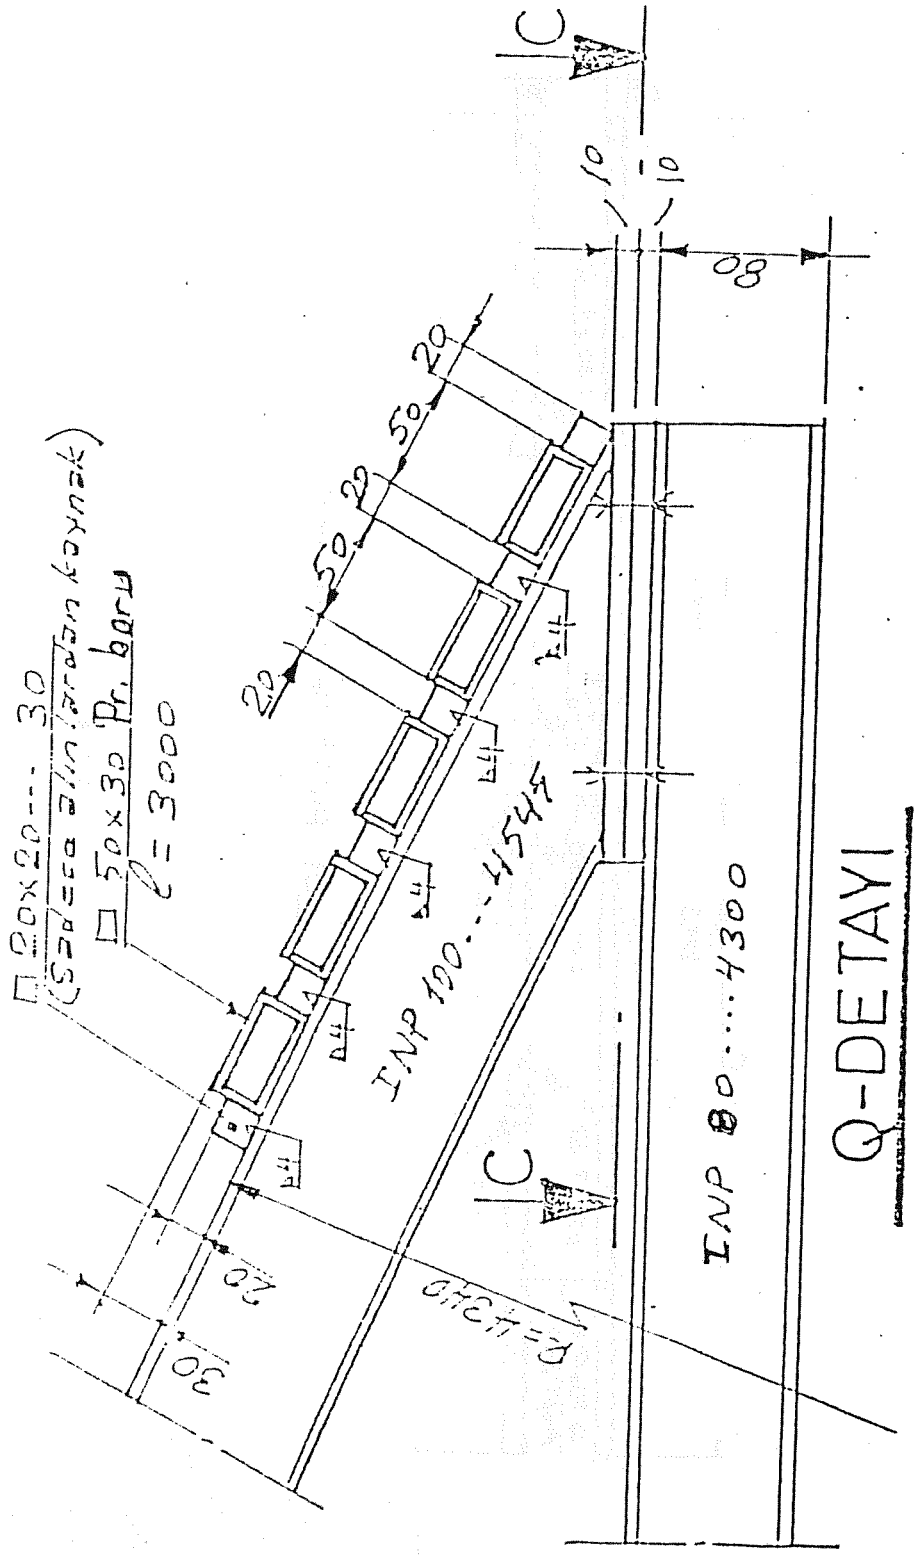 □ 20x20--- 30
(Sadece alınlardan kaynak)
□ 50x30 Pr. boru
l = 3000
20
50
20
50
20
C
10
10
80
INP 100---4545
30
20
R=4340
C
INP 80.....4300
Q-DETAYI